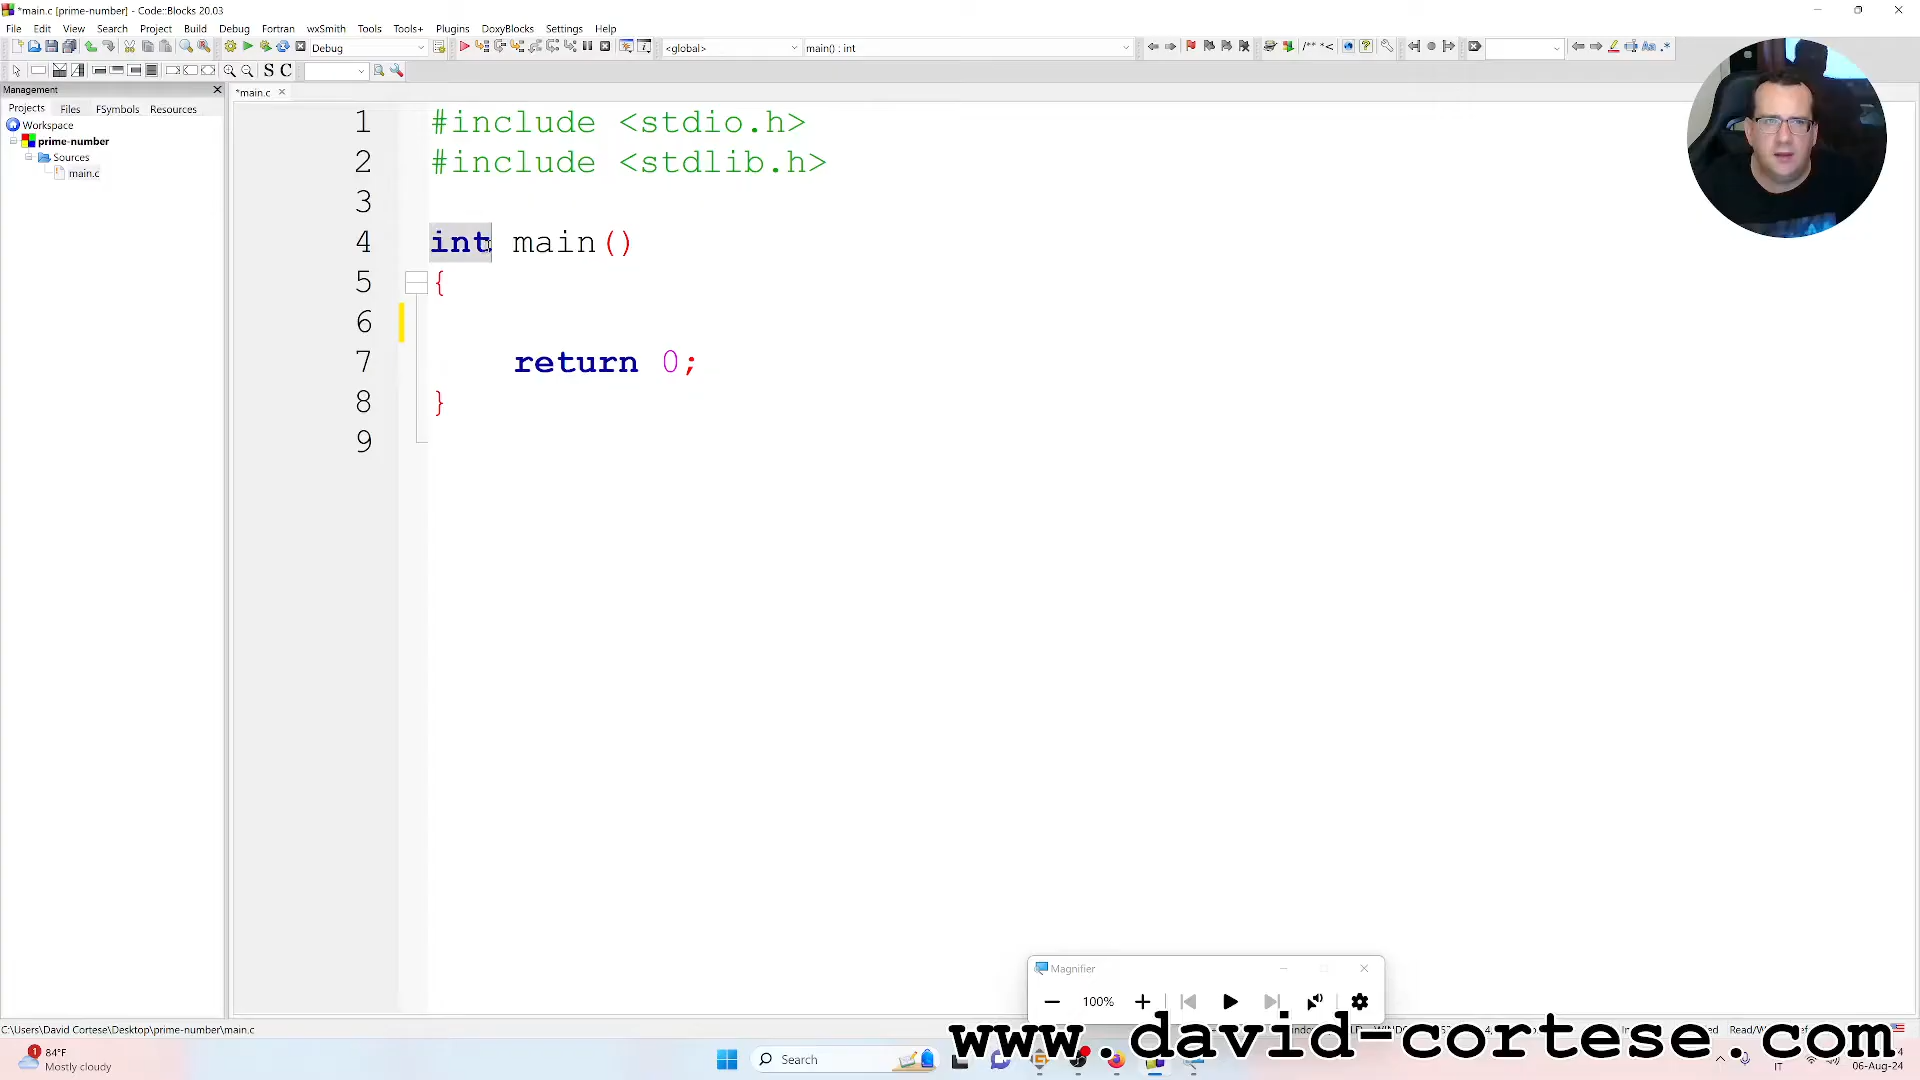 *main.c [prime-number] - Code::Blocks 20.03
File Edit View Search Project Build Debug Fortran wxSmith Tools Tools+ Plugins DoxyBlocks Settings Help
Debug
<global>
main() : int
/** *<
Aa .*
S C
Management
Projects Files FSymbols Resources
*main.c
Workspace
prime-number
Sources
main.c
1 #include <stdio.h>
2 #include <stdlib.h>
3
4 int main()
5 {
6
7 return 0;
8 }
9
Magnifier
100%
C:\Users\David Cortese\Desktop\prime-number\main.c
www.david-cortese.com
1
84°F
Mostly cloudy
Search
IT
06-Aug-24